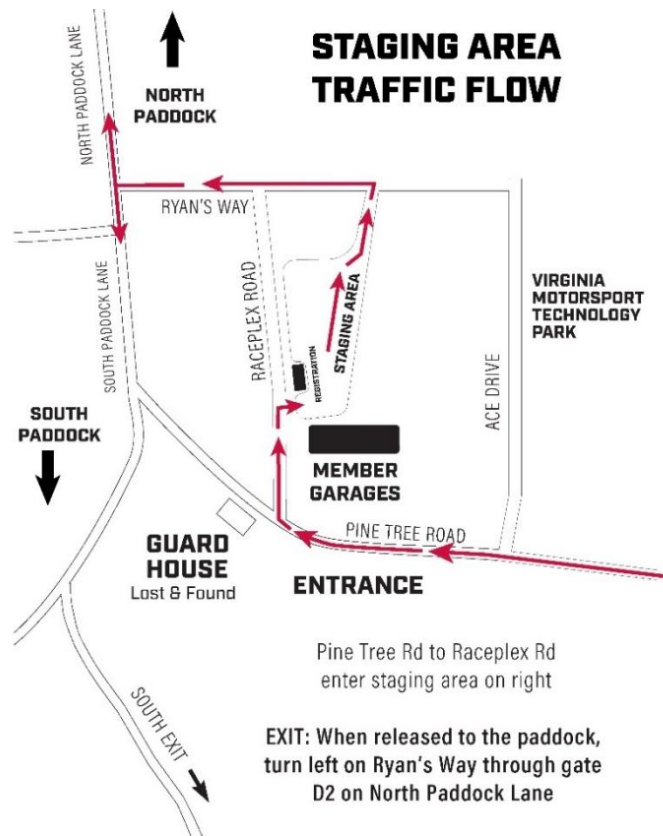 STAGING AREA
TRAFFIC FLOW
NORTH
PADDOCK
NORTH PADDOCK LANE
RYAN'S WAY
RACEPLEX ROAD
STAGING AREA
REGISTRATION
VIRGINIA
MOTORSPORT
TECHNOLOGY
PARK
ACE DRIVE
SOUTH PADDOCK LANE
SOUTH
PADDOCK
MEMBER
GARAGES
PINE TREE ROAD
GUARD
HOUSE
Lost & Found
ENTRANCE
SOUTH EXIT
Pine Tree Rd to Raceplex Rd
enter staging area on right
EXIT: When released to the paddock,
turn left on Ryan's Way through gate
D2 on North Paddock Lane